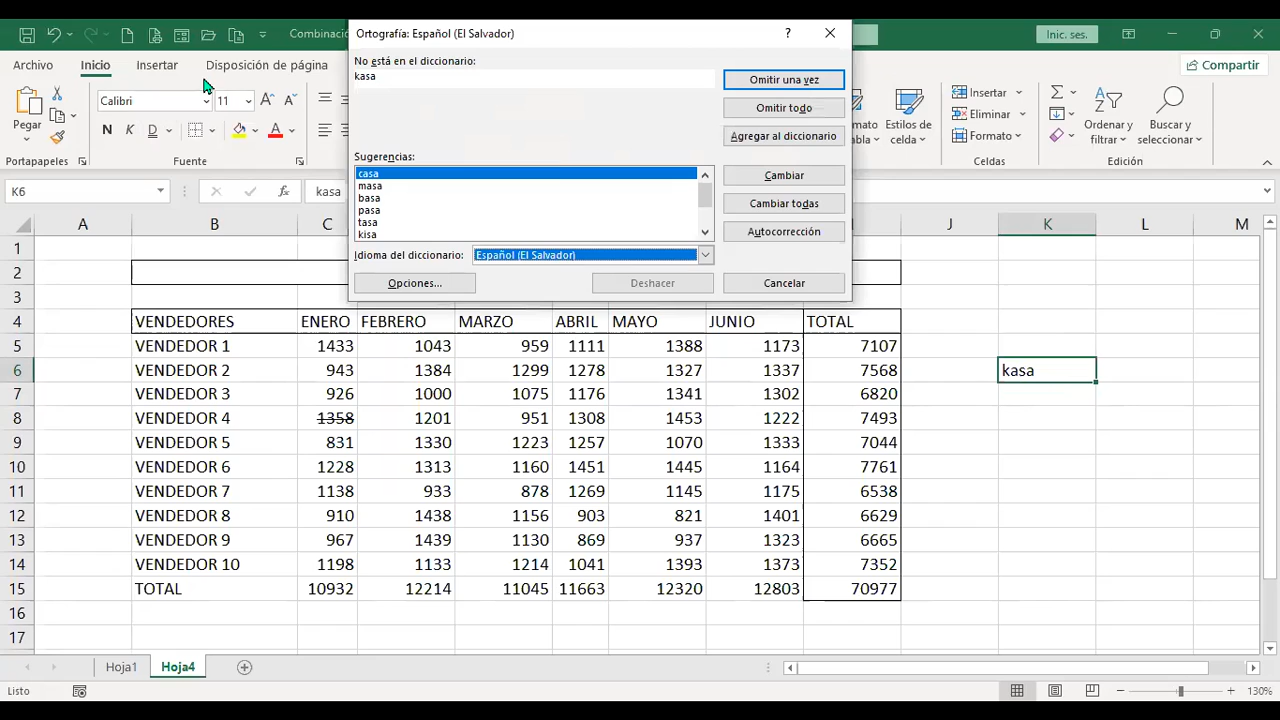 Combinació
Ortografía: Español (El Salvador)
?
Inic. ses.
Archivo
Inicio
Insertar
Disposición de página
Compartir
No está en el diccionario:
kasa
Omitir una vez
Omitir todo
Agregar al diccionario
Pegar
Calibri
11
N K D
A
Insertar
Eliminar
Formato
Estilos de
celda
Ordenar y
filtrar
Buscar y
seleccionar
Portapapeles
Fuente
Celdas
Edición
Sugerencias:
casa
masa
basa
pasa
tasa
kisa
Cambiar
Cambiar todas
Autocorrección
Idioma del diccionario:
Español (El Salvador)
Opciones...
Deshacer
Cancelar
K6
fx
kasa
A B C J K L M
1
2
3
4 VENDEDORES ENERO FEBRERO MARZO ABRIL MAYO JUNIO TOTAL
5 VENDEDOR 1 1433 1043 959 1111 1388 1173 7107
6 VENDEDOR 2 943 1384 1299 1278 1327 1337 7568 kasa
7 VENDEDOR 3 926 1000 1075 1176 1341 1302 6820
8 VENDEDOR 4 1358 1201 951 1308 1453 1222 7493
9 VENDEDOR 5 831 1330 1223 1257 1070 1333 7044
10 VENDEDOR 6 1228 1313 1160 1451 1445 1164 7761
11 VENDEDOR 7 1138 933 878 1269 1145 1175 6538
12 VENDEDOR 8 910 1438 1156 903 821 1401 6629
13 VENDEDOR 9 967 1439 1130 869 937 1323 6665
14 VENDEDOR 10 1198 1133 1214 1041 1393 1373 7352
15 TOTAL 10932 12214 11045 11663 12320 12803 70977
16
17
Hoja1
Hoja4
Listo
130%